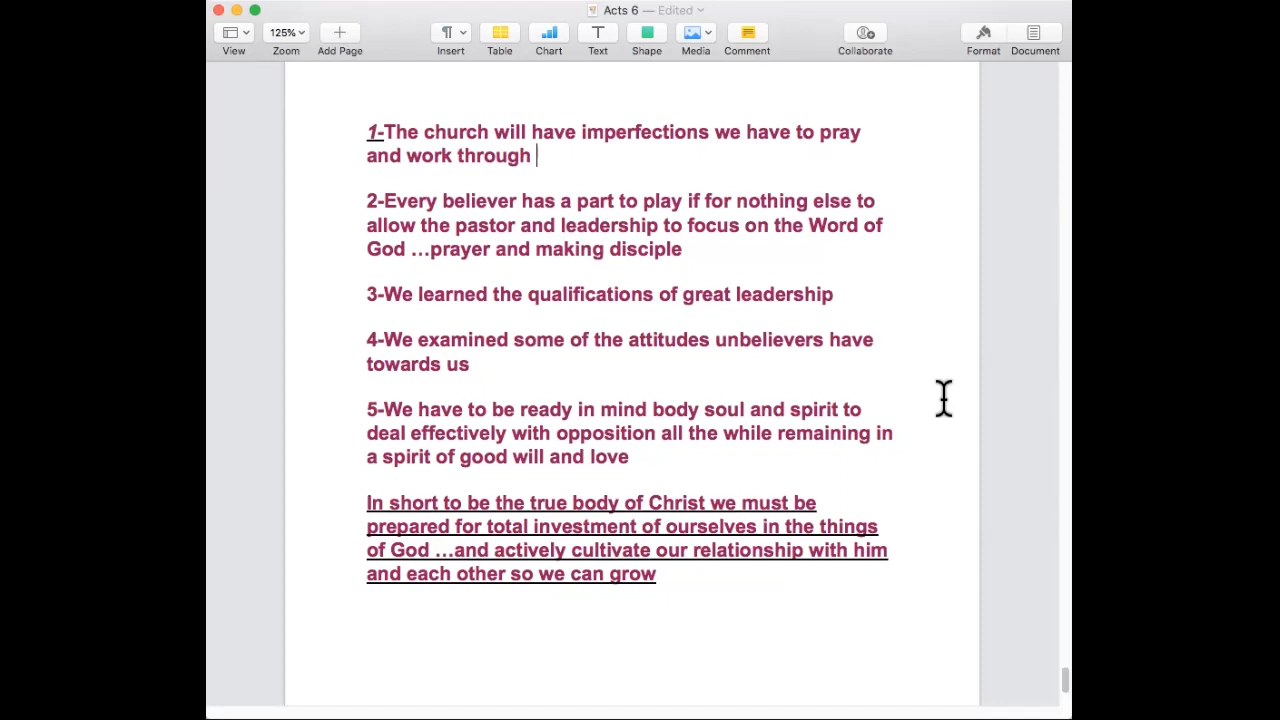 Acts 6 — Edited
125%
View
Zoom
Add Page
Insert
Table
Chart
Text
Shape
Media
Comment
Collaborate
Format
Document
1-The church will have imperfections we have to pray
and work through
2-Every believer has a part to play if for nothing else to
allow the pastor and leadership to focus on the Word of
God …prayer and making disciple
3-We learned the qualifications of great leadership
4-We examined some of the attitudes unbelievers have
towards us
5-We have to be ready in mind body soul and spirit to
deal effectively with opposition all the while remaining in
a spirit of good will and love
In short to be the true body of Christ we must be
prepared for total investment of ourselves in the things
of God …and actively cultivate our relationship with him
and each other so we can grow